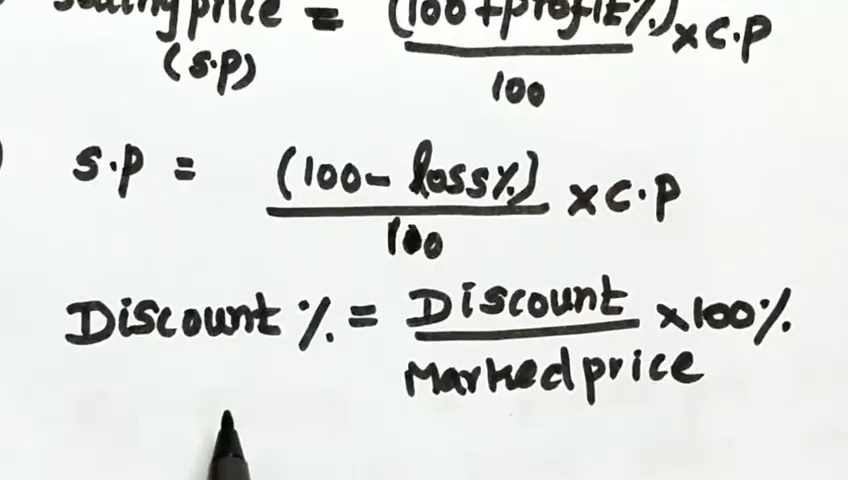 Selling price = (100+profit%) × C.P
(S.P) 100
S.P = (100- loss%) × C.P
100
Discount % = Discount ×100%
Marked price